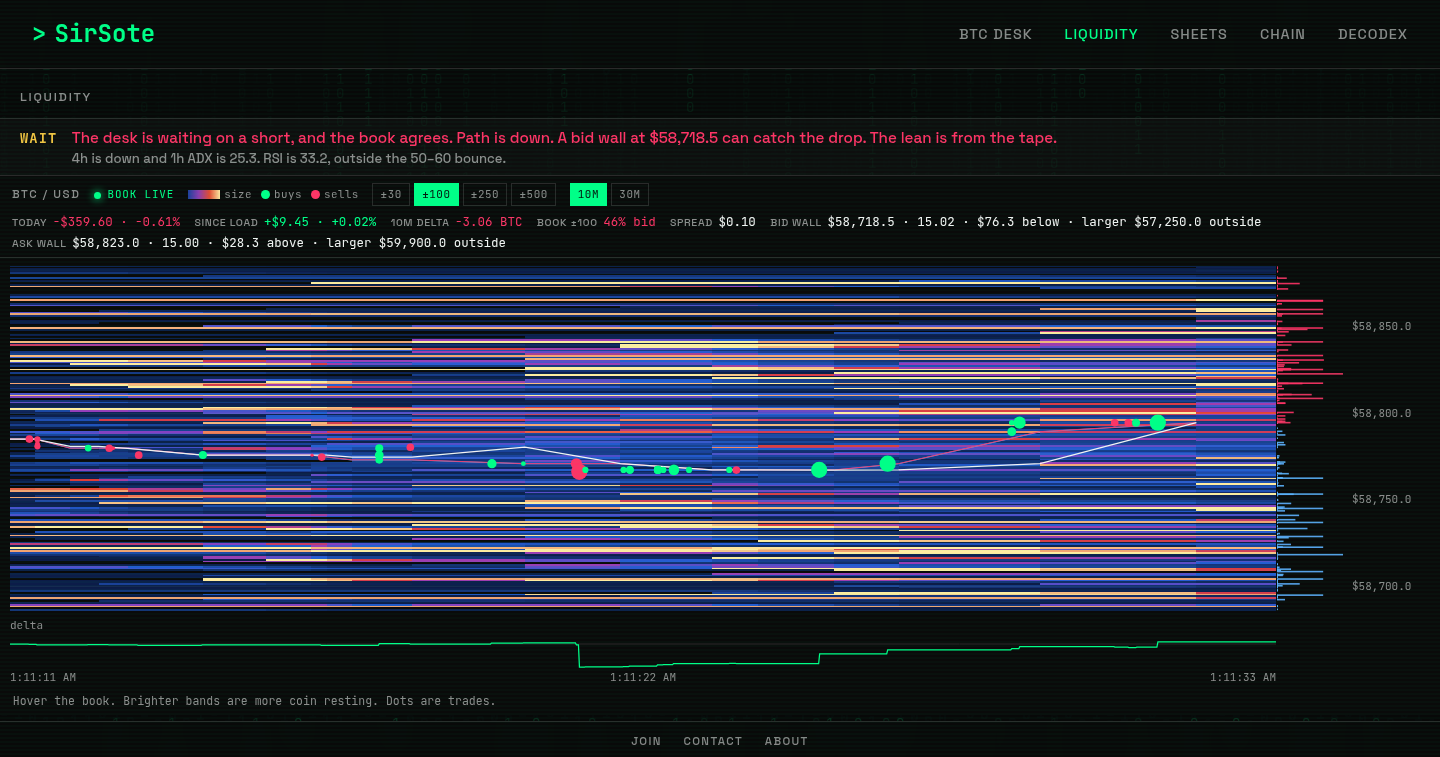 > SirSote
BTC DESK LIQUIDITY SHEETS CHAIN DECODEX
LIQUIDITY
WAIT The desk is waiting on a short, and the book agrees. Path is down. A bid wall at $58,718.5 can catch the drop. The lean is from the tape.
4h is down and 1h ADX is 25.3. RSI is 33.2, outside the 50–60 bounce.
BTC / USD BOOK LIVE size buys sells ±30 ±100 ±250 ±500 10M 30M
TODAY -$359.60 · -0.61% SINCE LOAD +$9.45 · +0.02% 10M DELTA -3.06 BTC BOOK ±100 46% bid SPREAD $0.10 BID WALL $58,718.5 · 15.02 · $76.3 below · larger $57,250.0 outside
ASK WALL $58,823.0 · 15.00 · $28.3 above · larger $59,900.0 outside
$58,850.0
$58,800.0
$58,750.0
$58,700.0
delta
1:11:11 AM 1:11:22 AM 1:11:33 AM
Hover the book. Brighter bands are more coin resting. Dots are trades.
JOIN CONTACT ABOUT